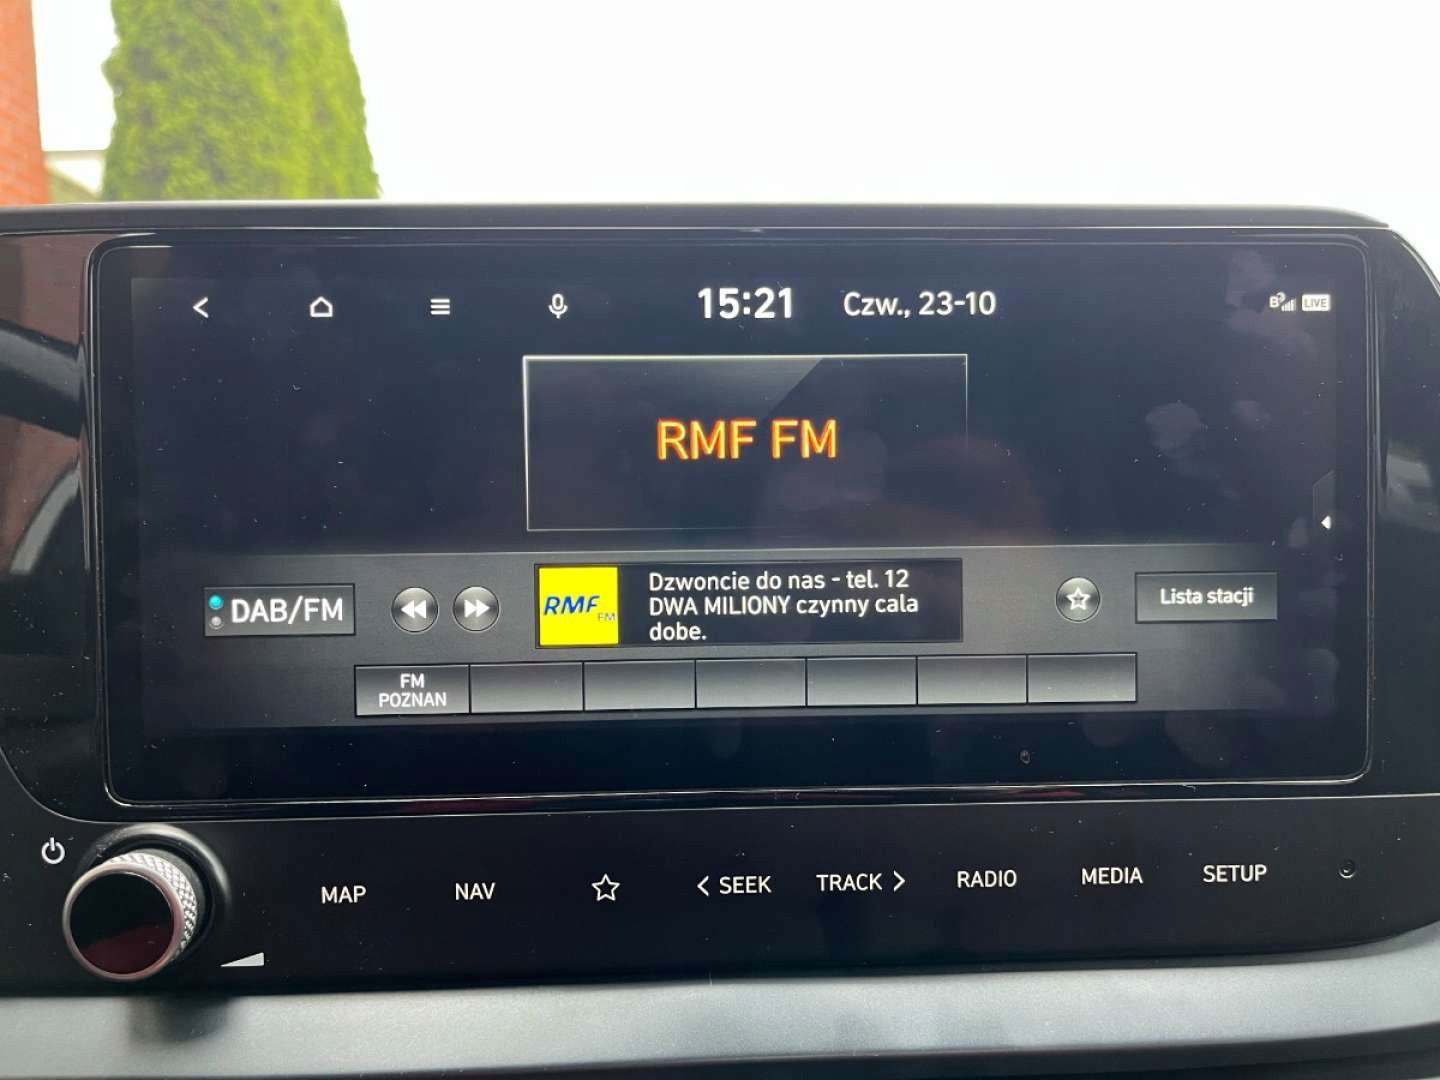 15:21 Czw., 23-10
B LIVE
RMF FM
DAB/FM
RMF FM
Dzwoncie do nas - tel. 12
DWA MILIONY czynny cala
dobe.
Lista stacji
FM
POZNAN
MAP NAV < SEEK TRACK > RADIO MEDIA SETUP